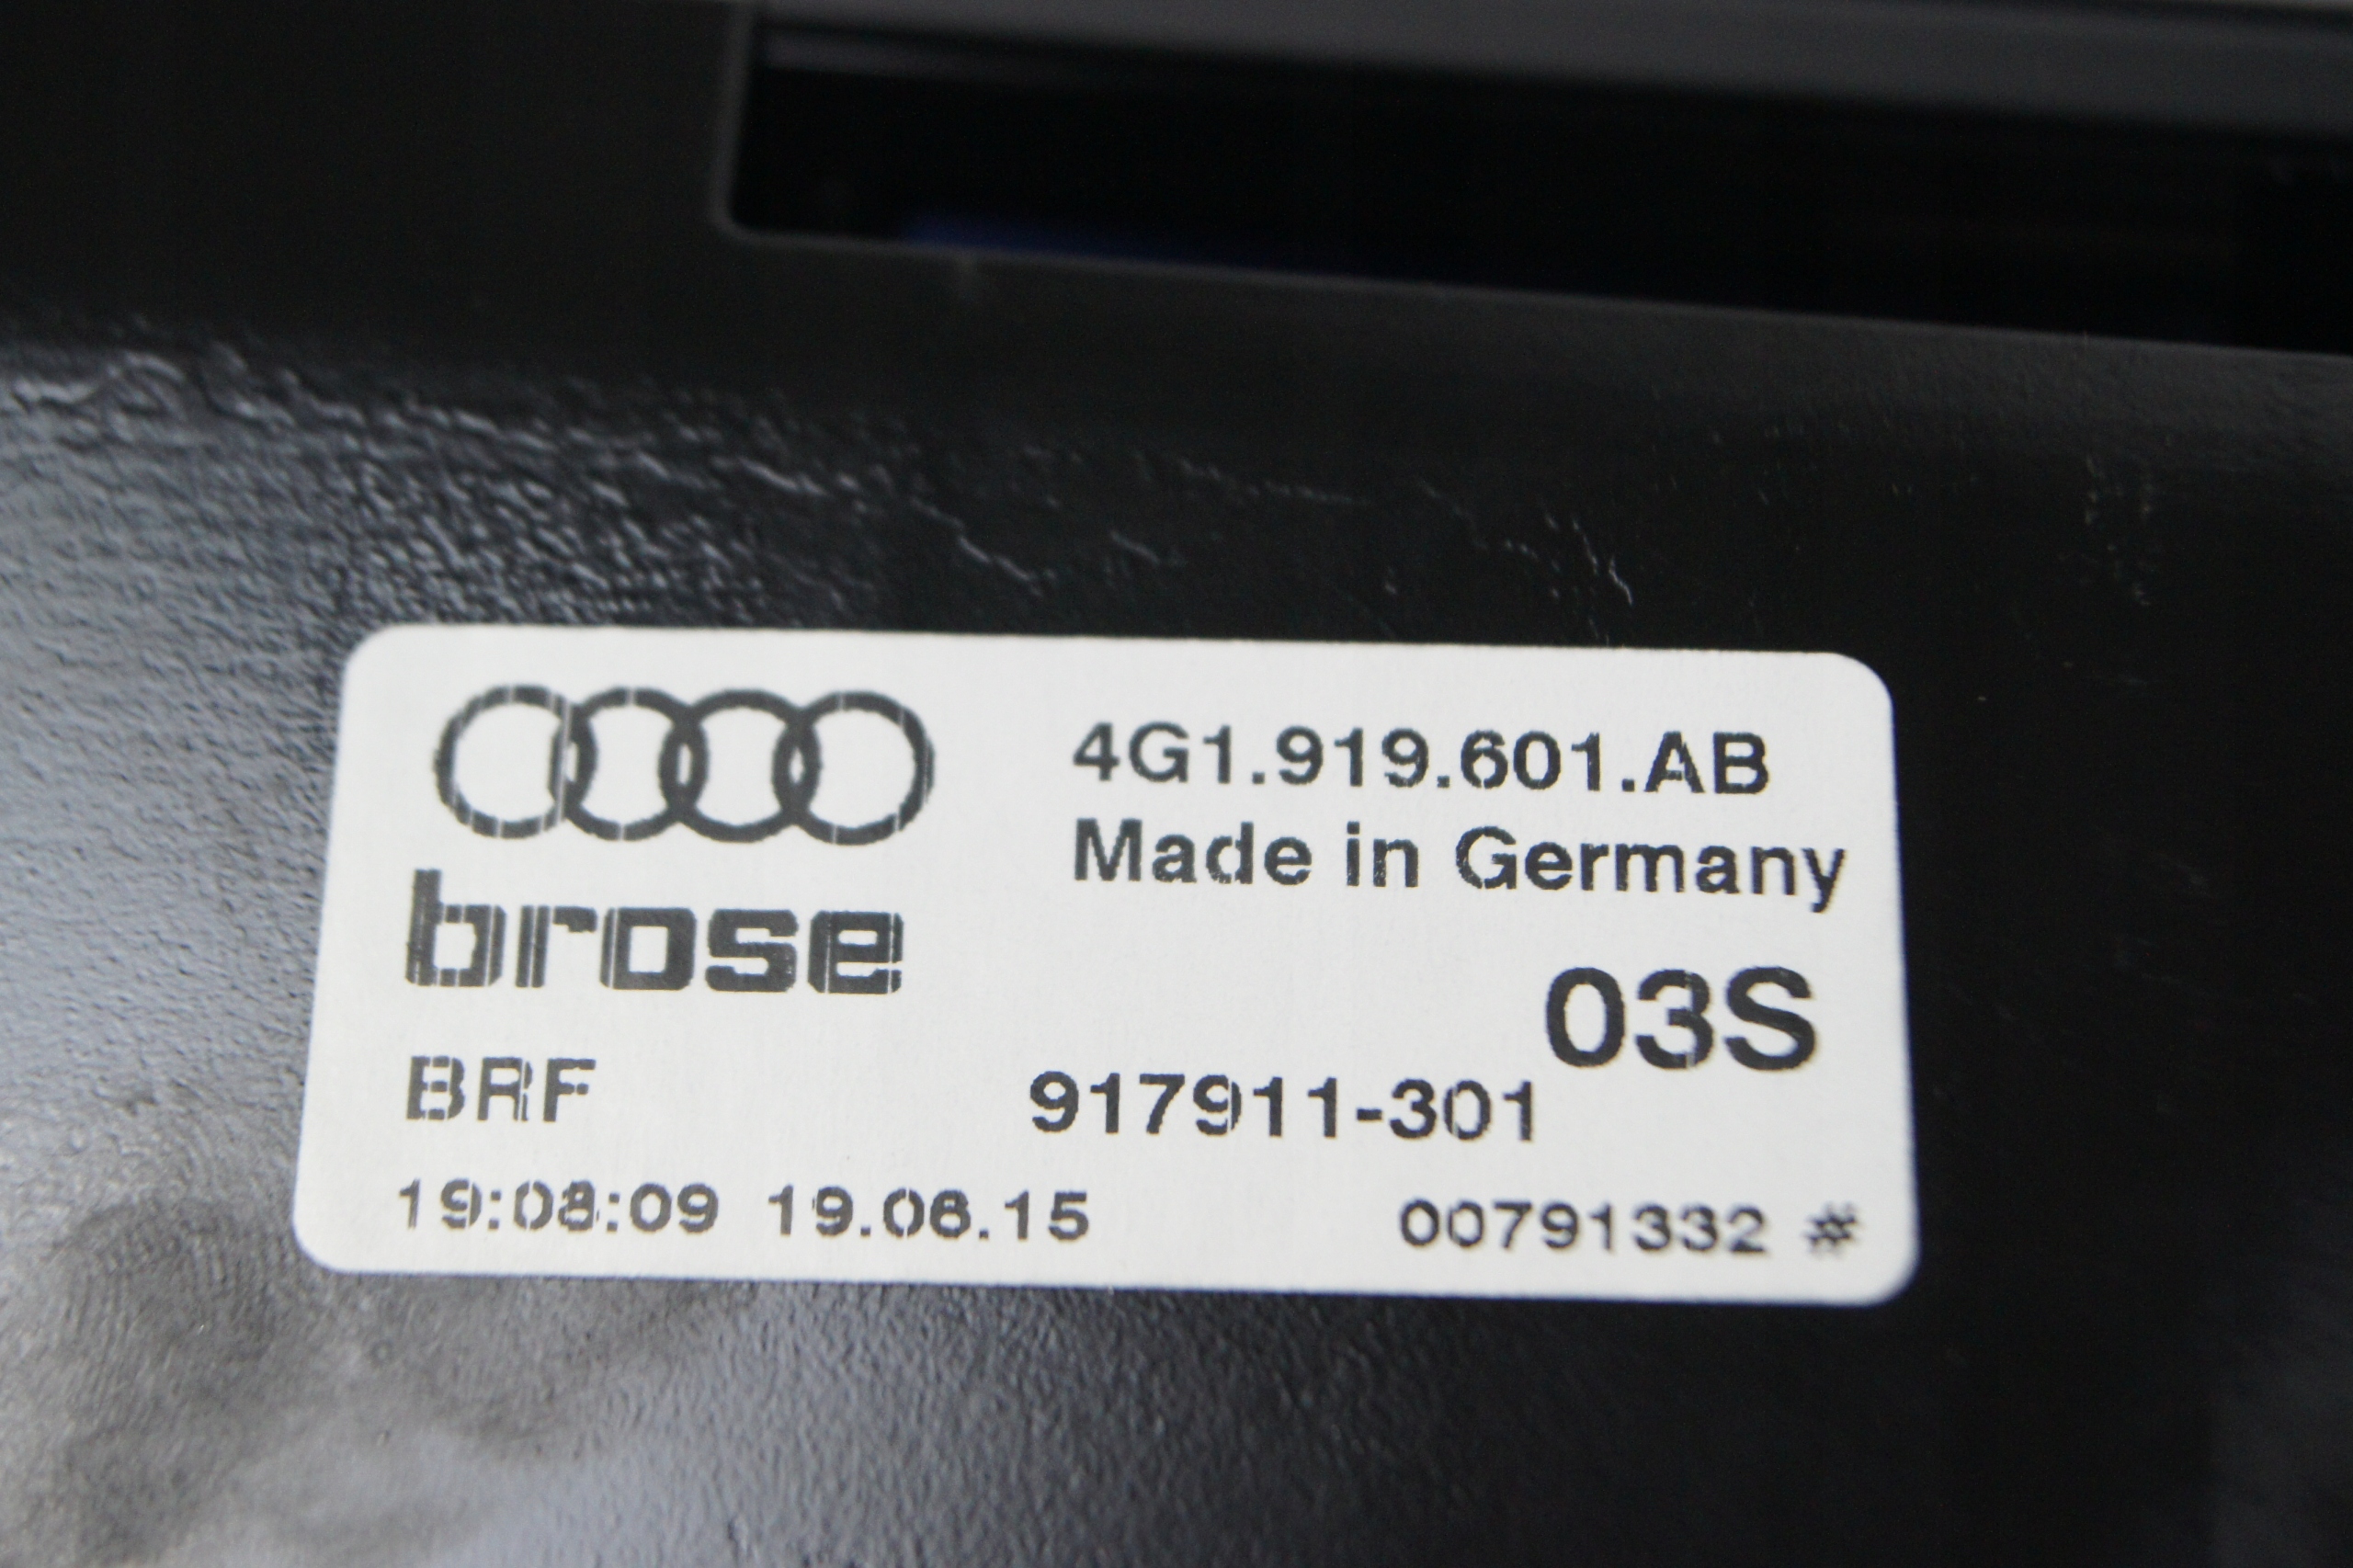 4G1.919.601.AB
Made in Germany
brose
03S
BRF 917911-301
19:08:09 19.06.15 00791332 #